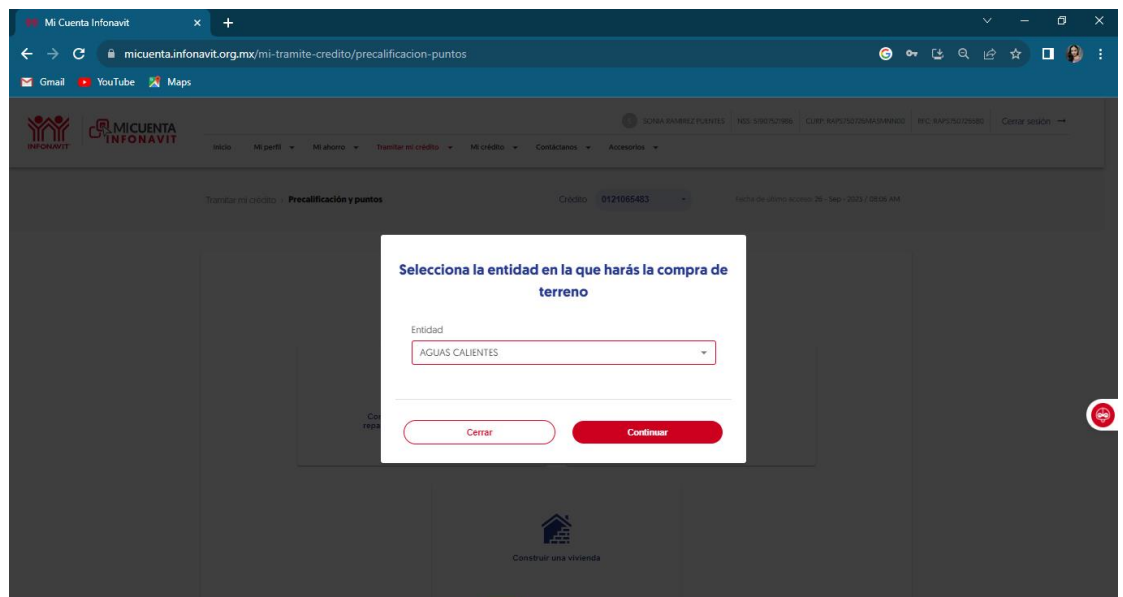 Mi Cuenta Infonavit
micuenta.infonavit.org.mx/mi-tramite-credito/precalificacion-puntos
Gmail YouTube Maps
INFONAVIT
MICUENTA
INFONAVIT
Cerrar sesión →
Inicio Mi perfil Mi ahorro Tramitar mi crédito Mi crédito Contáctanos Accesorios
Tramitar mi crédito Precalificación y puntos Crédito 0121065483
Selecciona la entidad en la que harás la compra de
terreno
Entidad
AGUAS CALIENTES
Cerrar Continuar
Construir una vivienda